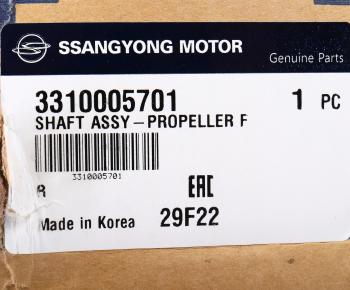 SSANGYONG MOTOR
Genuine Parts
3310005701 1 PC
SHAFT ASSY-PROPELLER F
3310005701
R EAC
Made in Korea 29F22